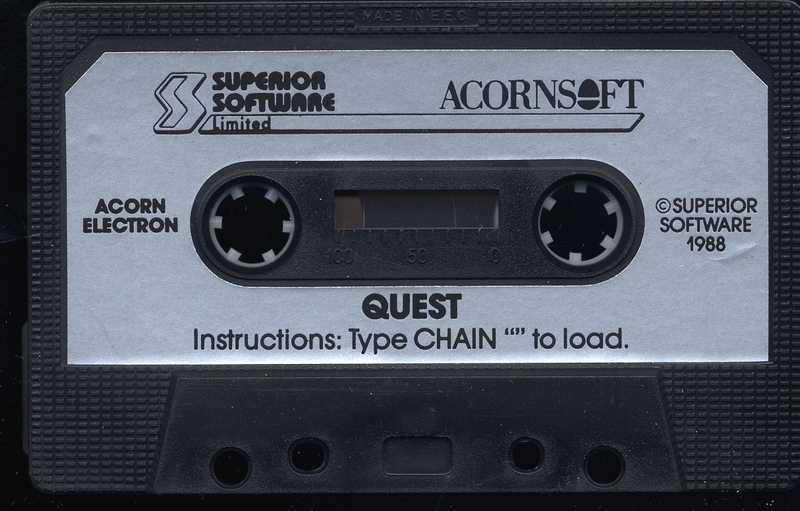 MADE IN E.E.C.
SUPERIOR
SOFTWARE
Limited
ACORNSOFT
ACORN
ELECTRON
© SUPERIOR
SOFTWARE
1988
100 50 10
QUEST
Instructions: Type CHAIN “” to load.